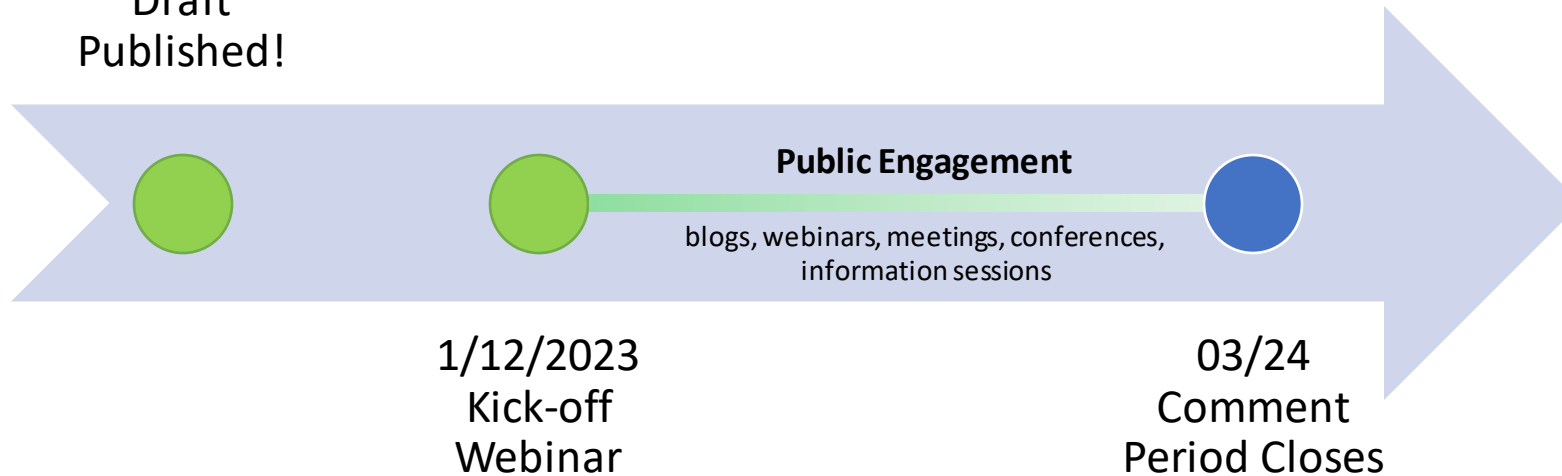 Draft
Published!
Public Engagement
blogs, webinars, meetings, conferences,
information sessions
1/12/2023
Kick-off
Webinar
03/24
Comment
Period Closes